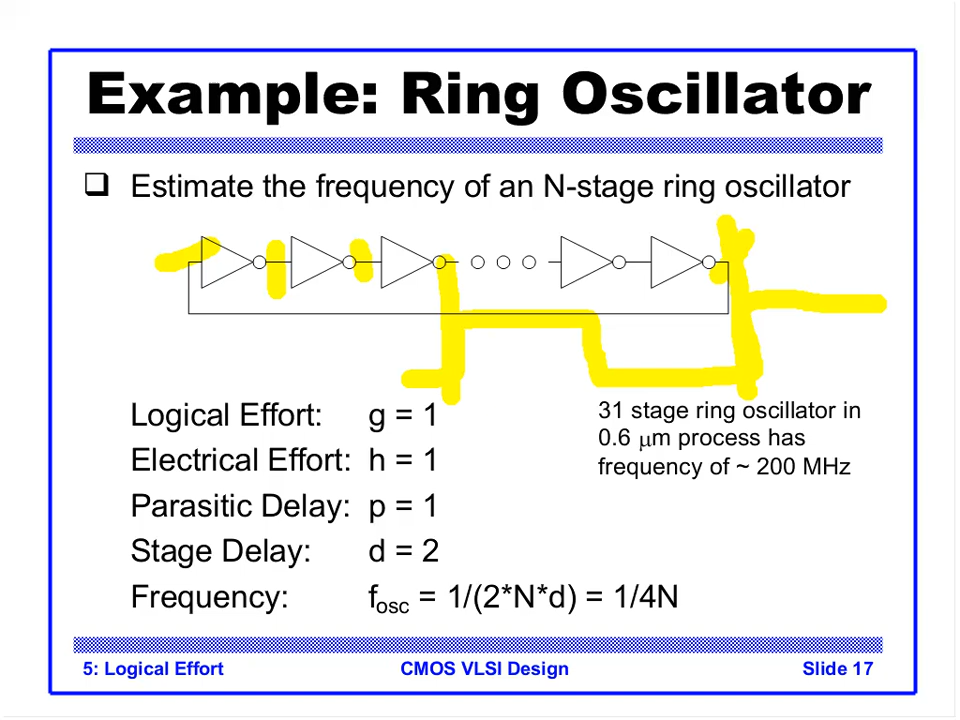 Example: Ring Oscillator
❑ Estimate the frequency of an N-stage ring oscillator
Logical Effort: g = 1
Electrical Effort: h = 1
Parasitic Delay: p = 1
Stage Delay: d = 2
Frequency: fosc = 1/(2*N*d) = 1/4N
31 stage ring oscillator in
0.6 μm process has
frequency of ~ 200 MHz
5: Logical Effort
CMOS VLSI Design
Slide 17